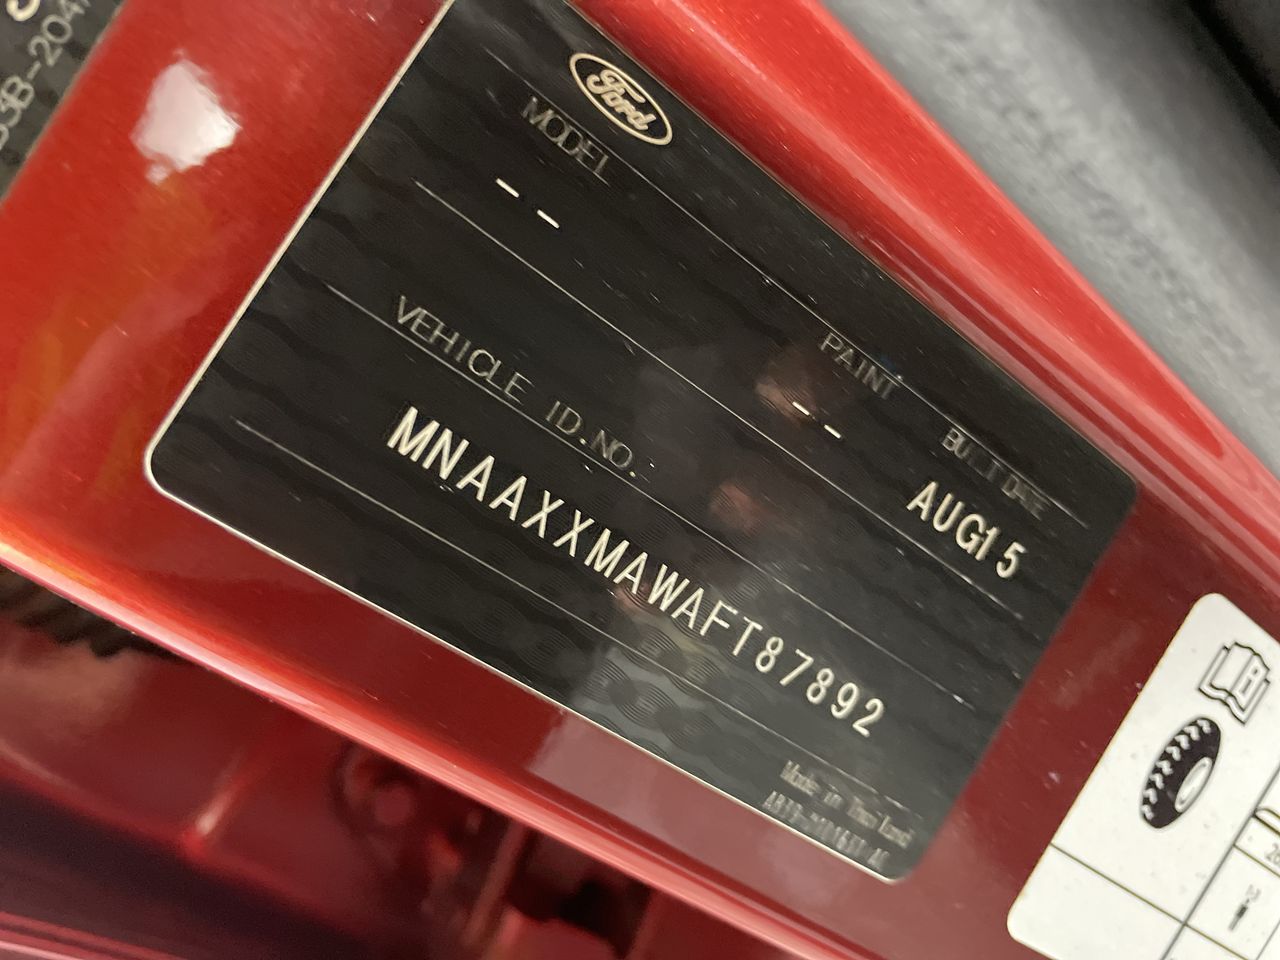 Ford
MODEL
--
PAINT
--
BUILT DATE
AUG15
VEHICLE ID.NO.
MNAAXXMAWAFT87892
Made in Thailand